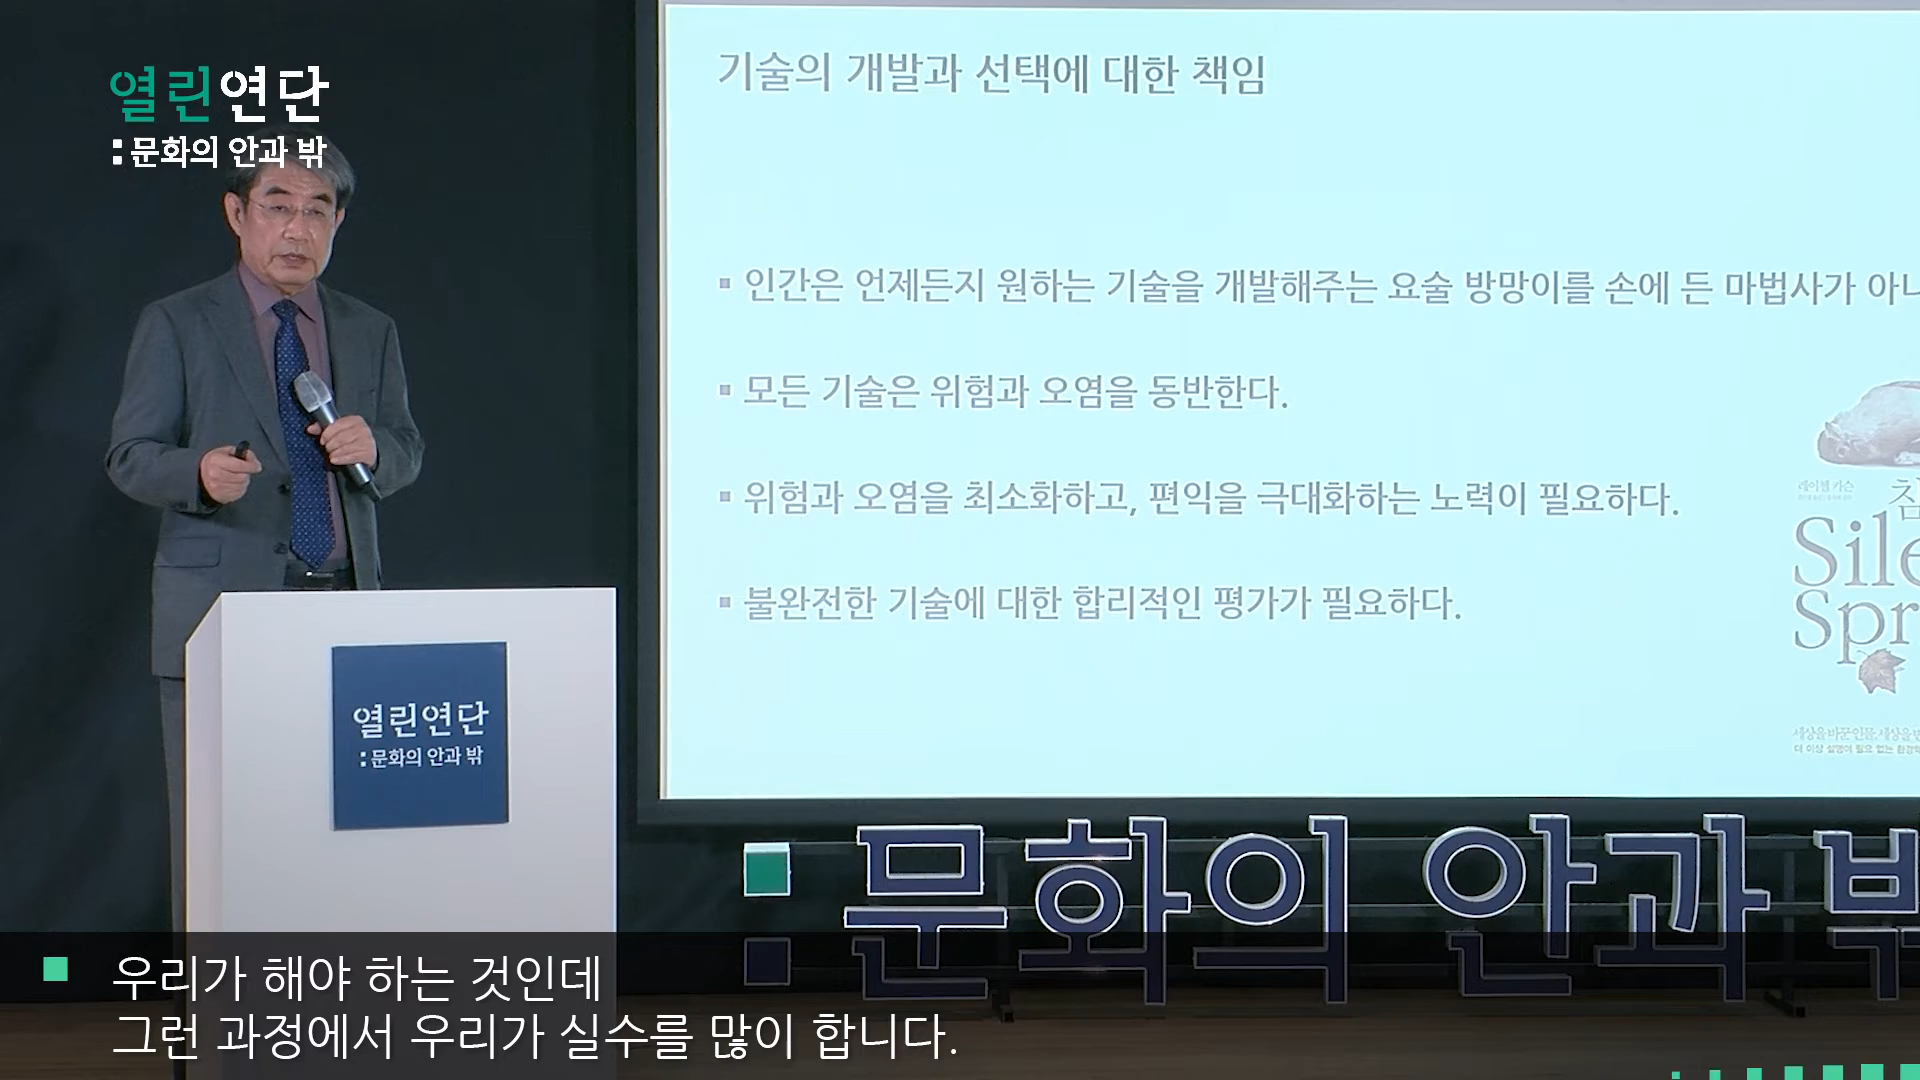 열린연단
:문화의 안과 밖
기술의 개발과 선택에 대한 책임
▪ 인간은 언제든지 원하는 기술을 개발해주는 요술 방망이를 손에 든 마법사가
▪ 모든 기술은 위험과 오염을 동반한다.
▪ 위험과 오염을 최소화하고, 편익을 극대화하는 노력이 필요하다.
▪ 불완전한 기술에 대한 합리적인 평가가 필요하다.
레이첼 카슨
열린연단
:문화의 안과 밖
:문화의 안과
우리가 해야 하는 것인데
그런 과정에서 우리가 실수를 많이 합니다.